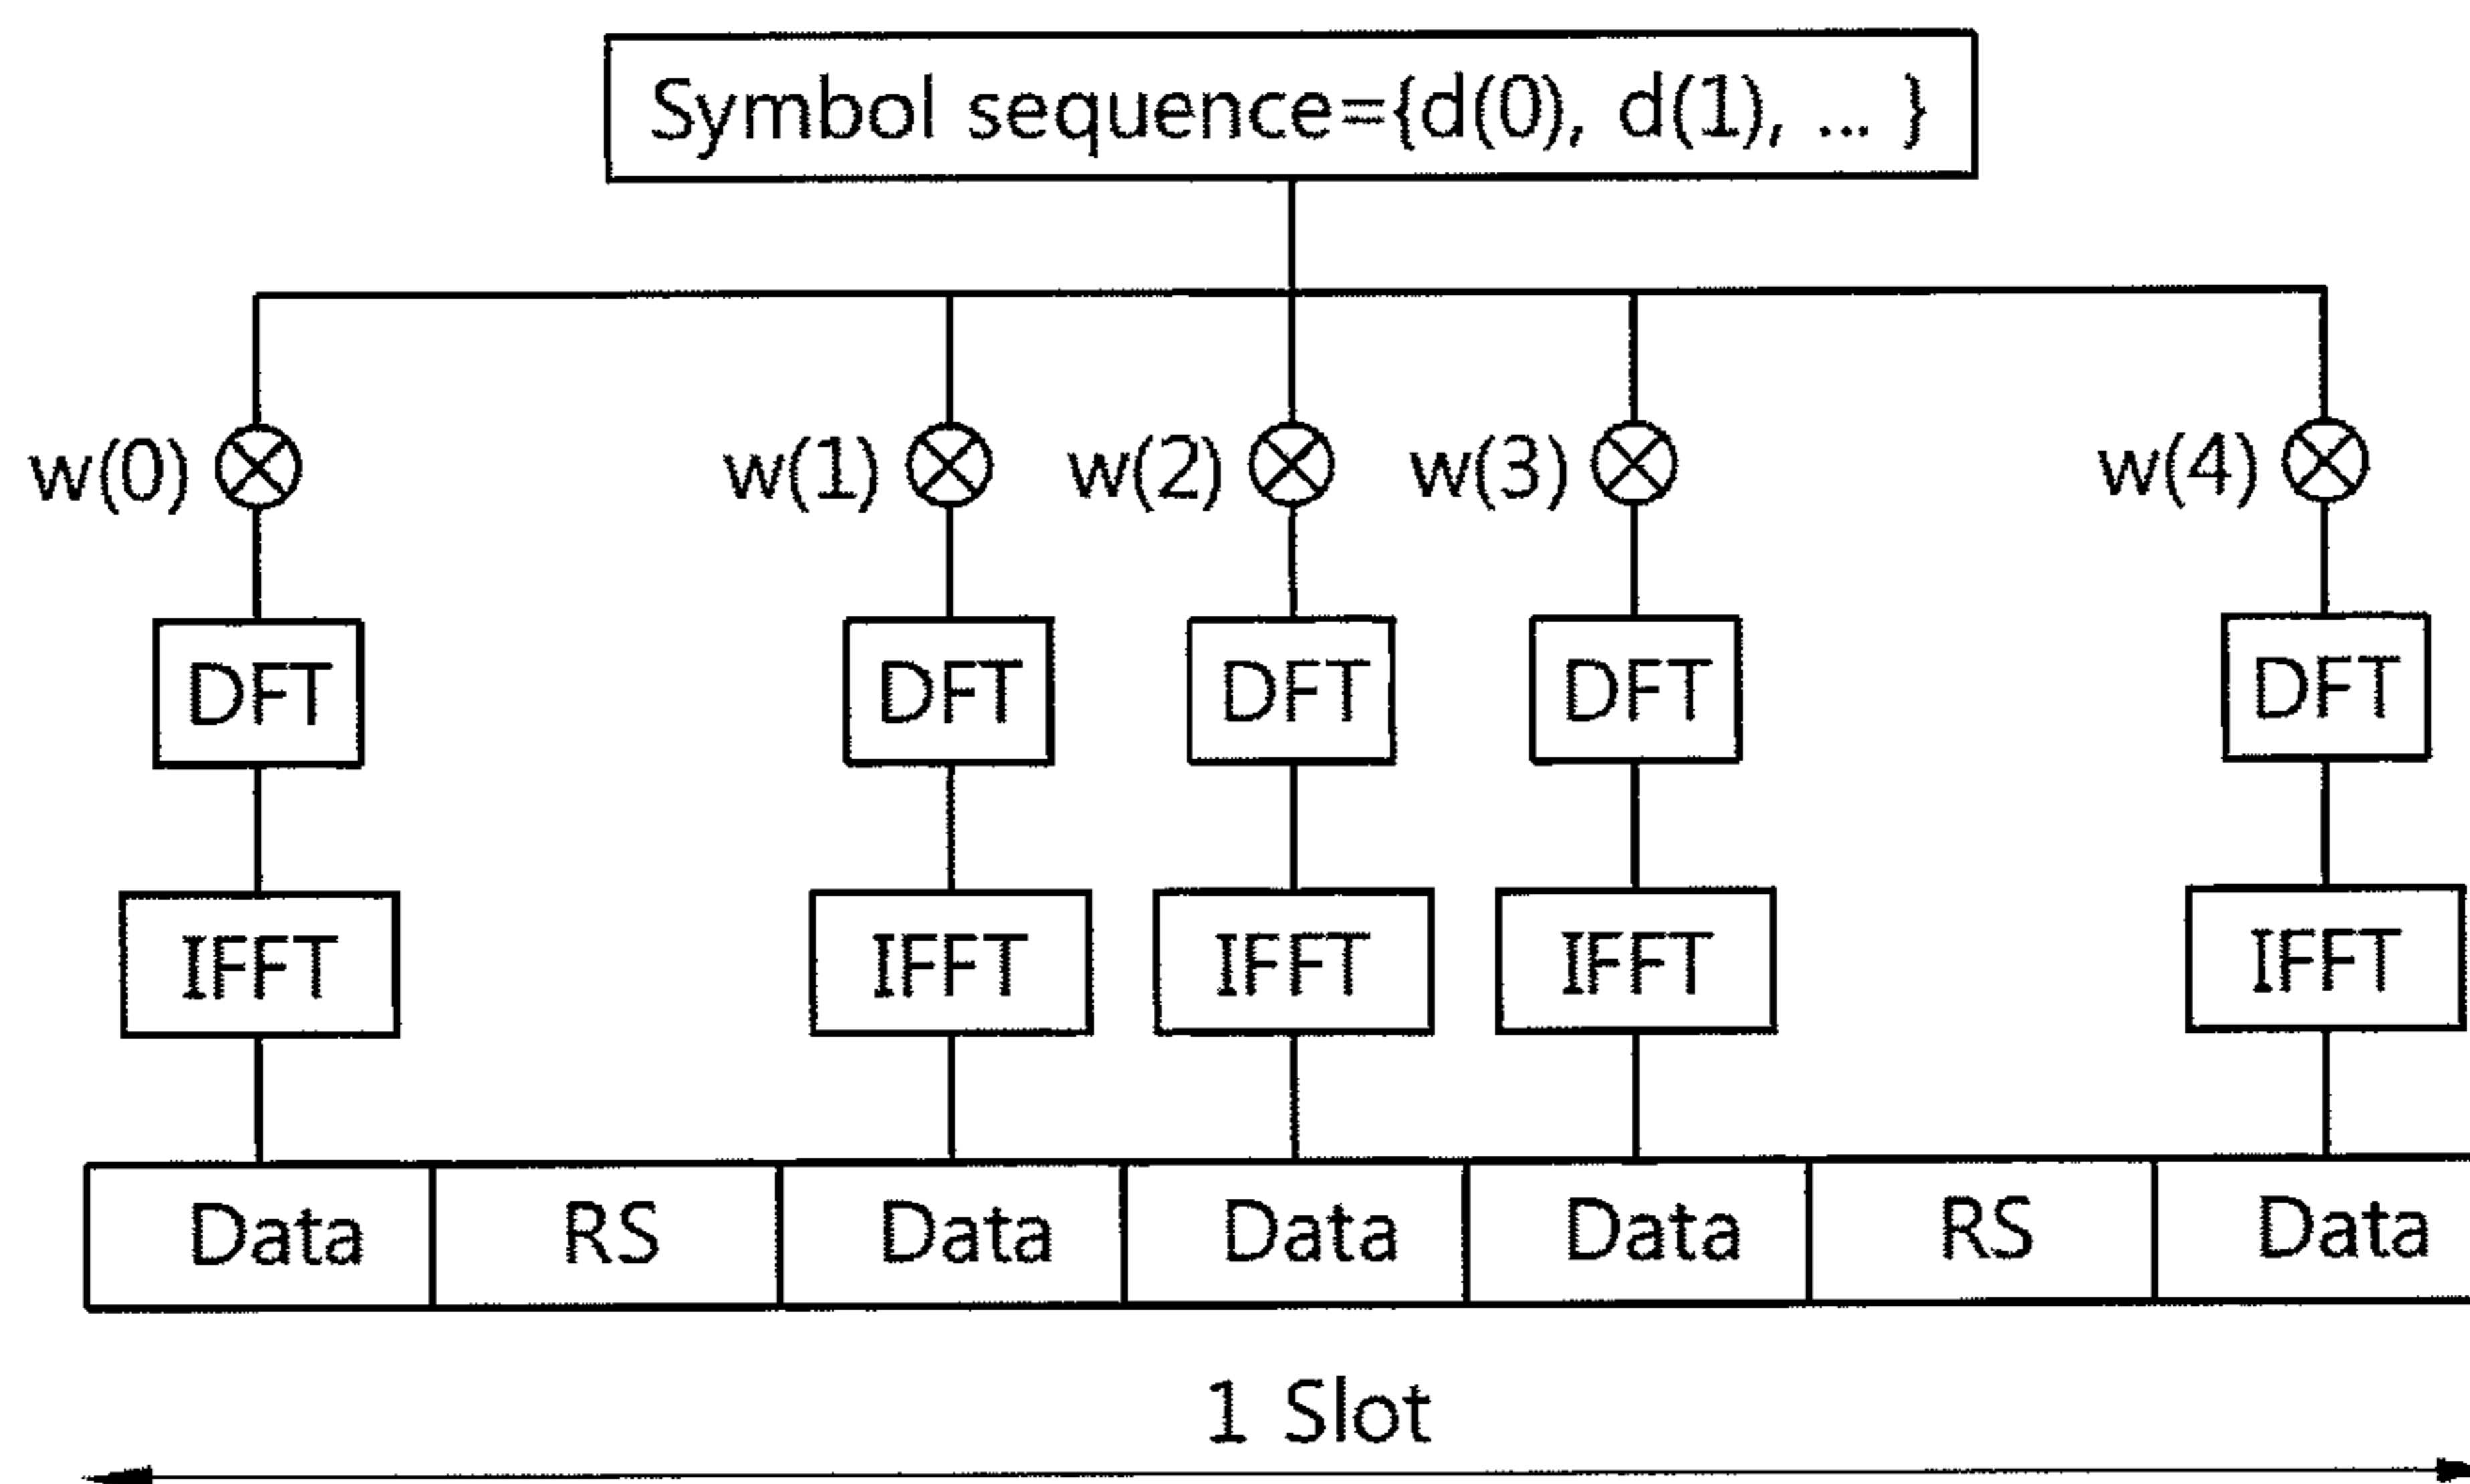 Symbol sequence={d(0), d(1), ... }
w(0) w(1) w(2) w(3) w(4)
DFT DFT DFT DFT DFT
IFFT IFFT IFFT IFFT IFFT
Data RS Data Data Data RS Data
1 Slot